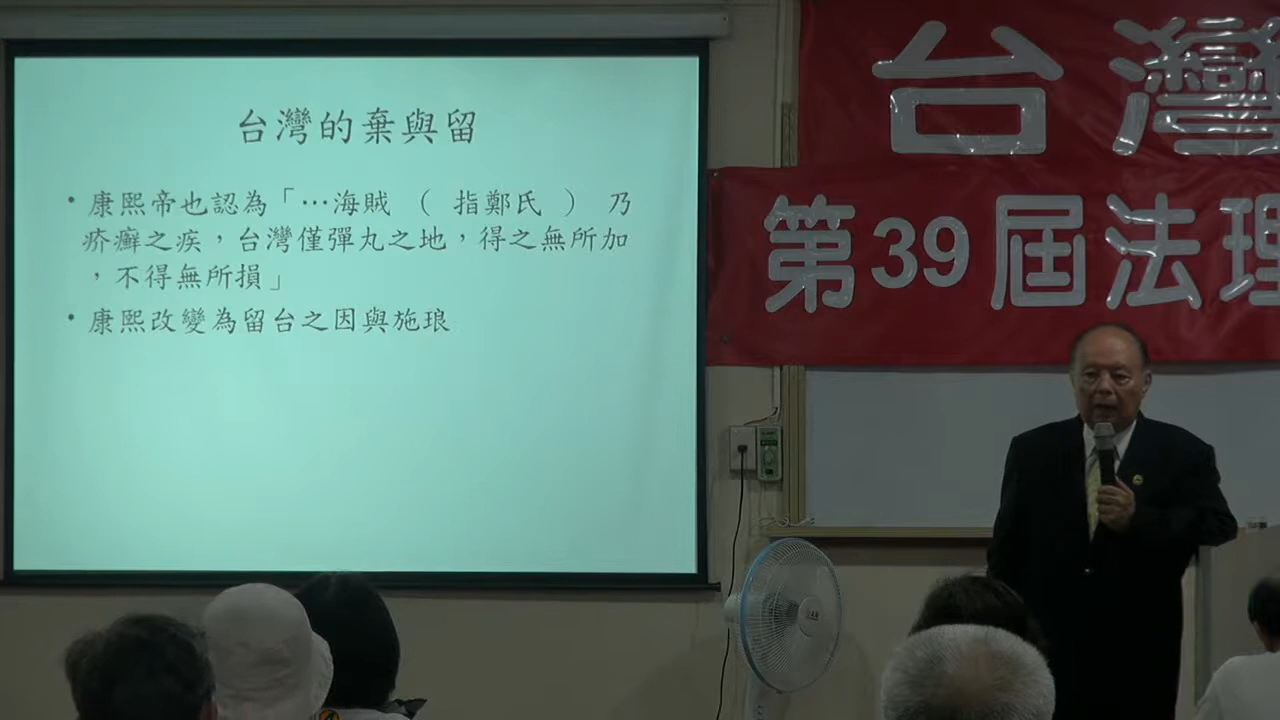 台灣的棄與留
• 康熙帝也認為「…海賊 （ 指鄭氏 ） 乃
疥癬之疾，台灣僅彈丸之地，得之無所加
，不得無所損」
• 康熙改變為留台之因與施琅
台灣
第39屆法理